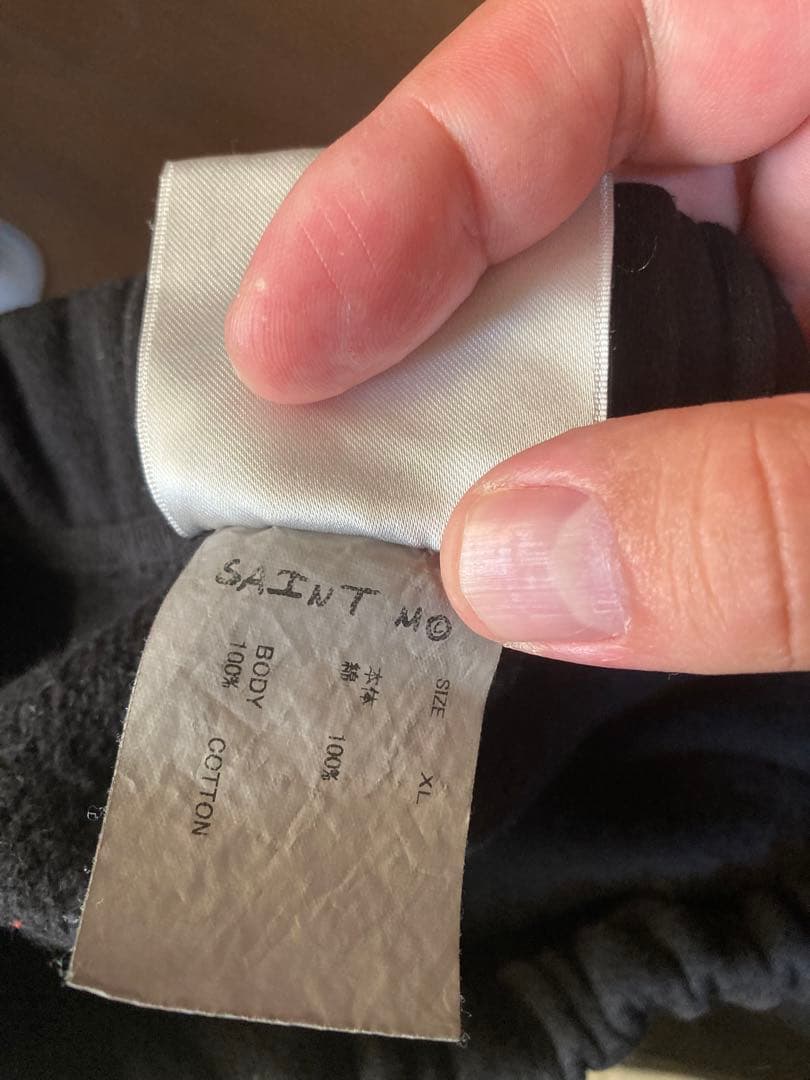 SAINT M©
SIZE XL
本体
綿 100%
BODY
100% COTTON